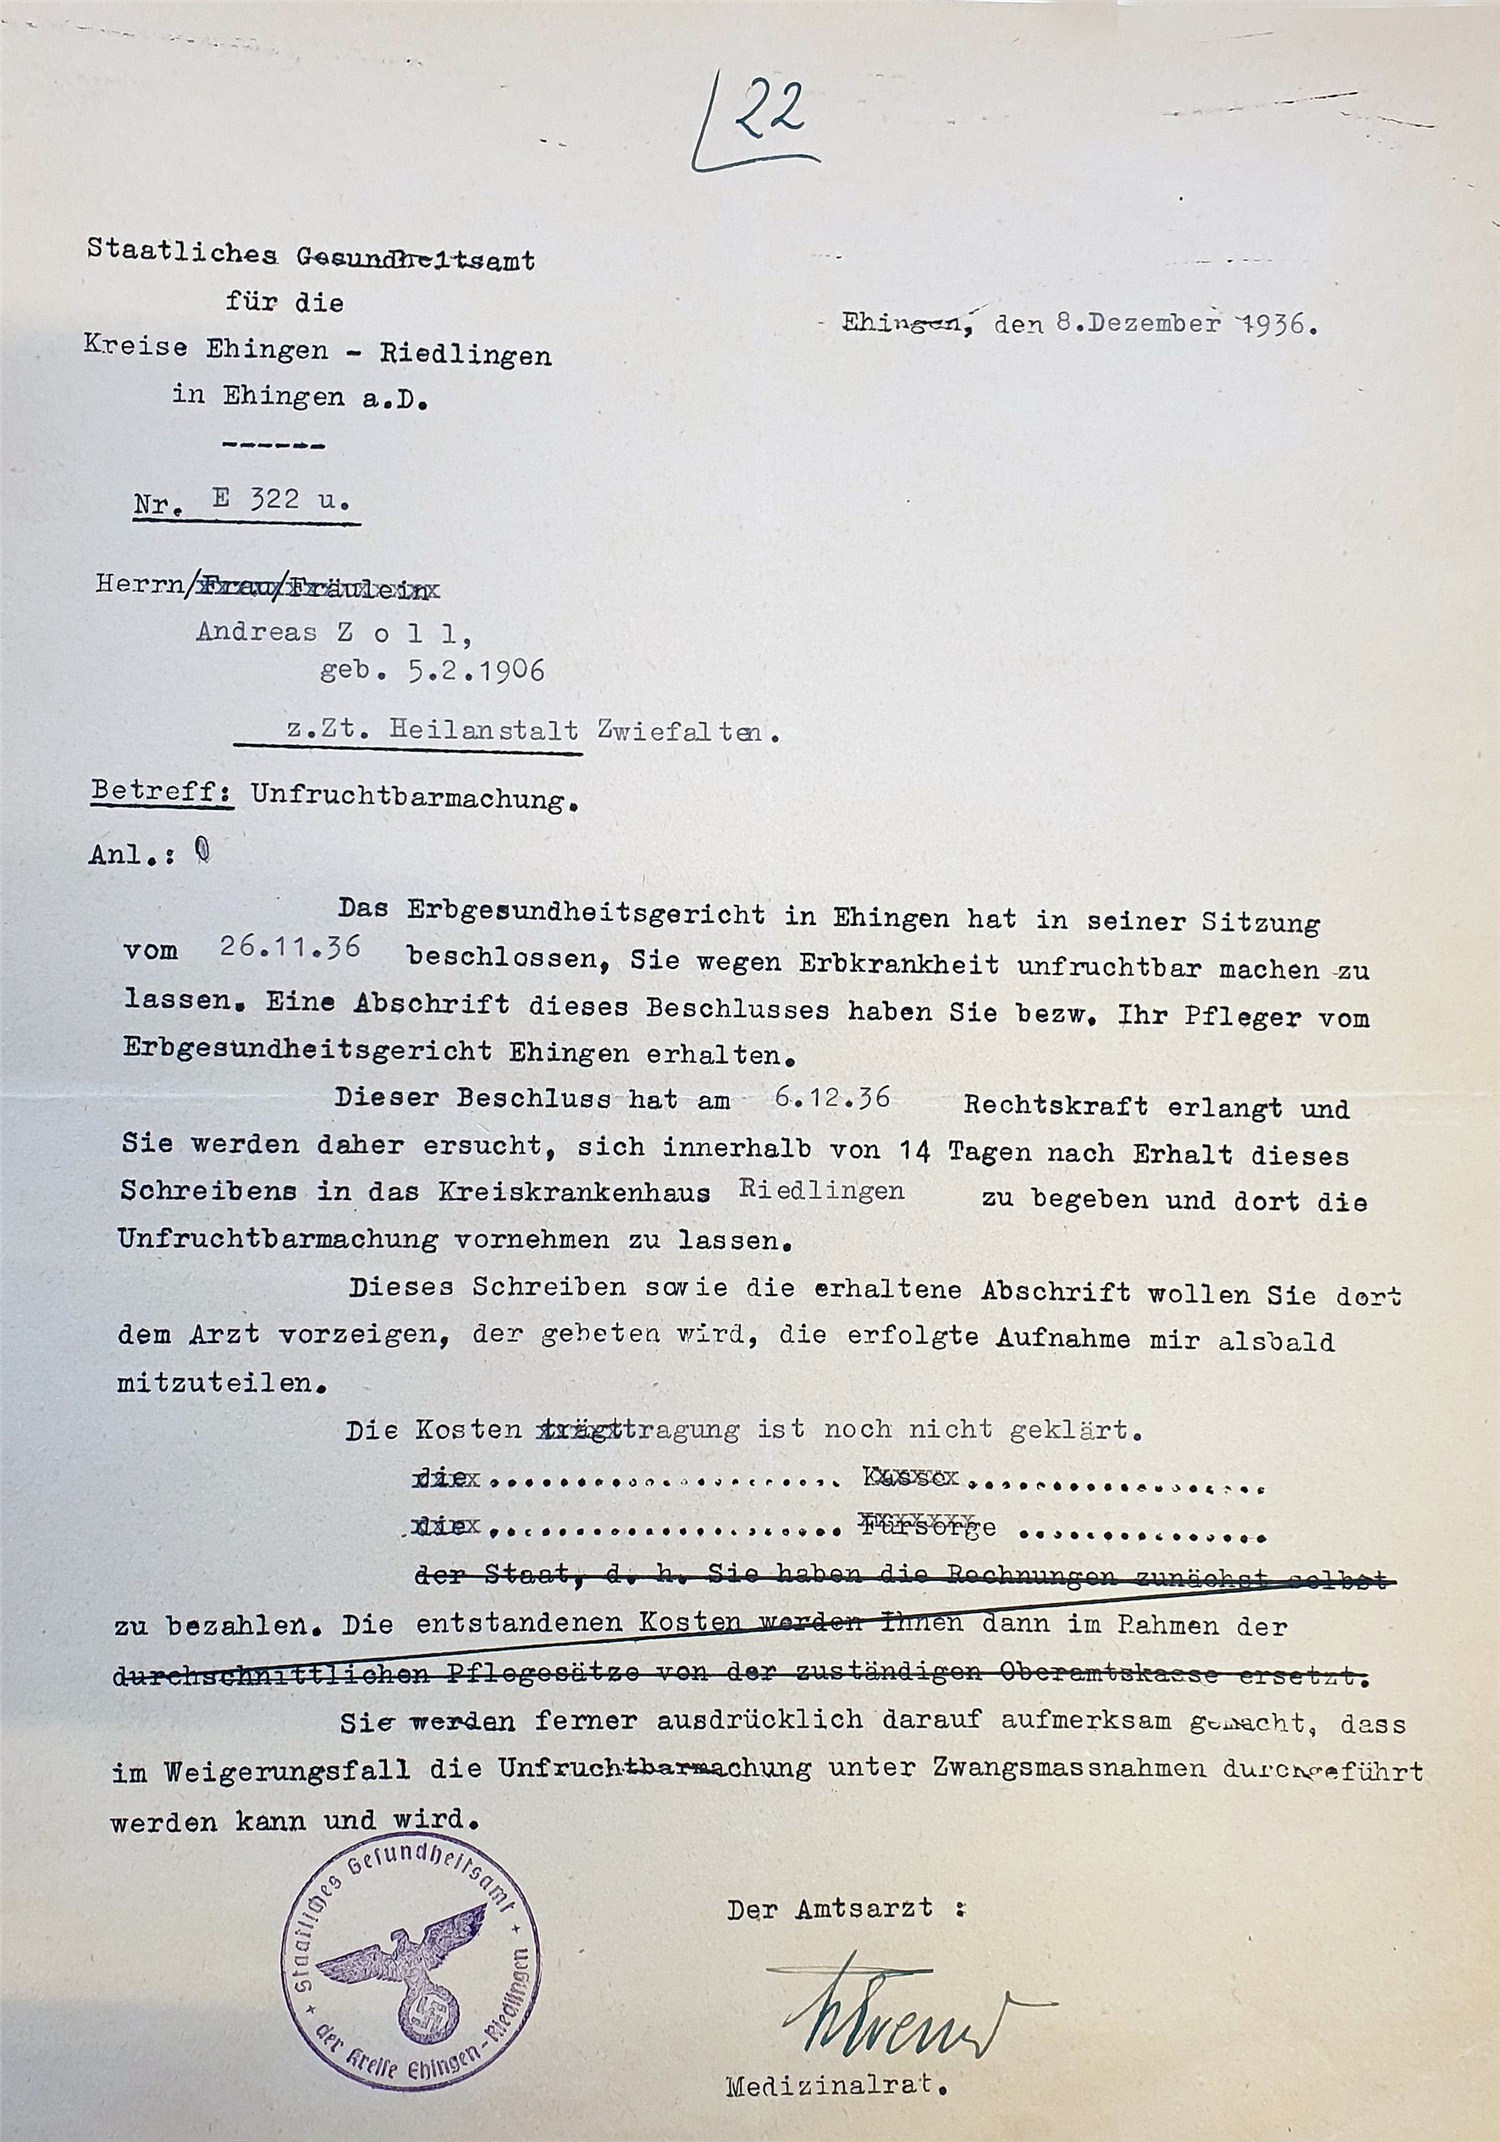 22
Staatliches Gesundheitsamt
für die
Ehingen, den 8.Dezember 1936.
Kreise Ehingen - Riedlingen
in Ehingen a.D.
------
Nr. E 322 u.
Herrn/Frau/Fräulein
Andreas Z o l l,
geb. 5.2.1906
z.Zt. Heilanstalt Zwiefalten.
Betreff: Unfruchtbarmachung.
Anl.: 0
Das Erbgesundheitsgericht in Ehingen hat in seiner Sitzung
vom 26.11.36 beschlossen, Sie wegen Erbkrankheit unfruchtbar machen zu
lassen. Eine Abschrift dieses Beschlusses haben Sie bezw. Ihr Pfleger vom
Erbgesundheitsgericht Ehingen erhalten.
Dieser Beschluss hat am 6.12.36 Rechtskraft erlangt und
Sie werden daher ersucht, sich innerhalb von 14 Tagen nach Erhalt dieses
Schreibens in das Kreiskrankenhaus Riedlingen zu begeben und dort die
Unfruchtbarmachung vornehmen zu lassen.
Dieses Schreiben sowie die erhaltene Abschrift wollen Sie dort
dem Arzt vorzeigen, der gebeten wird, die erfolgte Aufnahme mir alsbald
mitzuteilen.
Die Kosten trägttragung ist noch nicht geklärt.
die ..................... Kasse ...................
die ..................... Fürsorge ................
der Staat, d. h. Sie haben die Rechnungen zunächst selbst
zu bezahlen. Die entstandenen Kosten werden Ihnen dann im Rahmen der
durchschnittlichen Pflegesätze von der zuständigen Oberamtskasse ersetzt.
Sie werden ferner ausdrücklich darauf aufmerksam gemacht, dass
im Weigerungsfall die Unfruchtbarmachung unter Zwangsmassnahmen durchgeführt
werden kann und wird.
Staatliches Gesundheitsamt
der Kreise Ehingen-Riedlingen
Der Amtsarzt :
Medizinalrat.